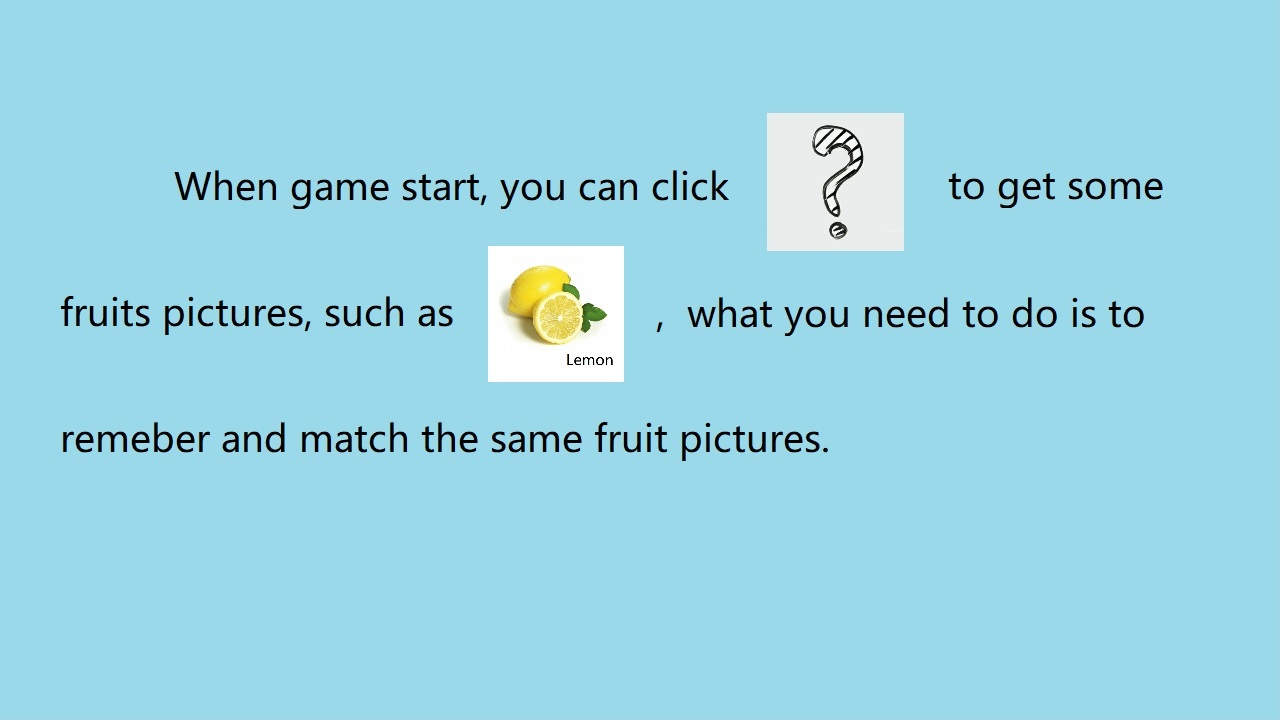 When game start, you can click ? to get some
fruits pictures, such as Lemon , what you need to do is to
remeber and match the same fruit pictures.